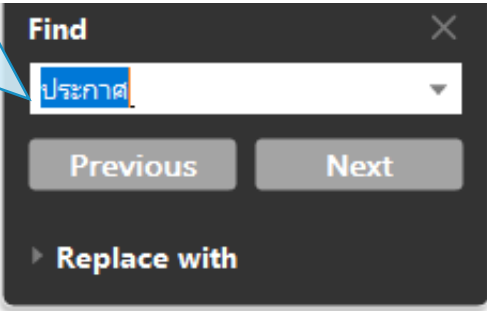 Find
ประกาศ
Previous Next
Replace with